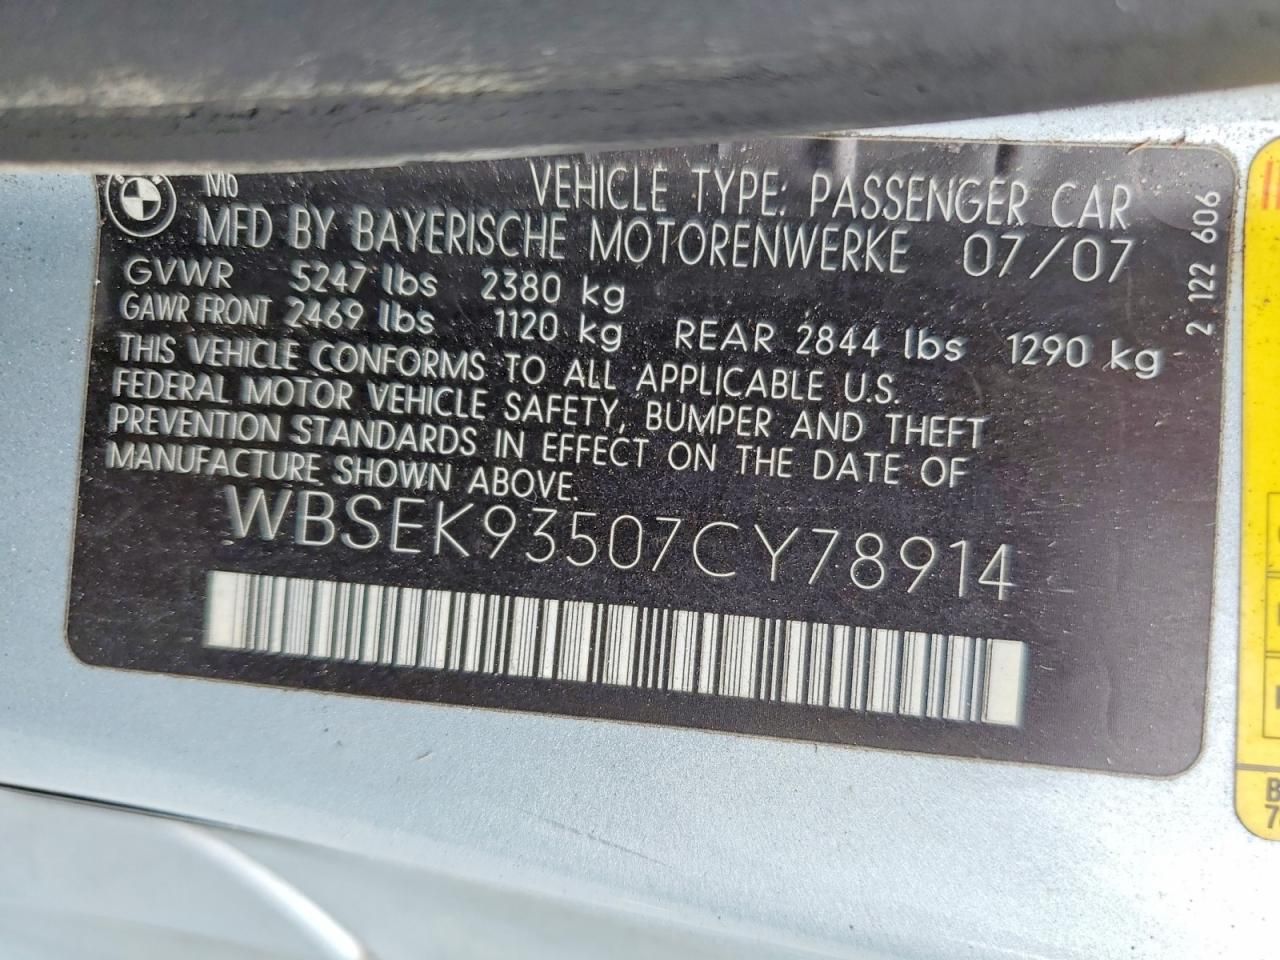 BMW
M6
VEHICLE TYPE: PASSENGER CAR
MFD BY BAYERISCHE MOTORENWERKE 07/07
GVWR 5247 lbs 2380 kg
GAWR FRONT 2469 lbs 1120 kg REAR 2844 lbs 1290 kg
THIS VEHICLE CONFORMS TO ALL APPLICABLE U.S.
FEDERAL MOTOR VEHICLE SAFETY, BUMPER AND THEFT
PREVENTION STANDARDS IN EFFECT ON THE DATE OF
MANUFACTURE SHOWN ABOVE.
WBSEK93507CY78914
2 122 606